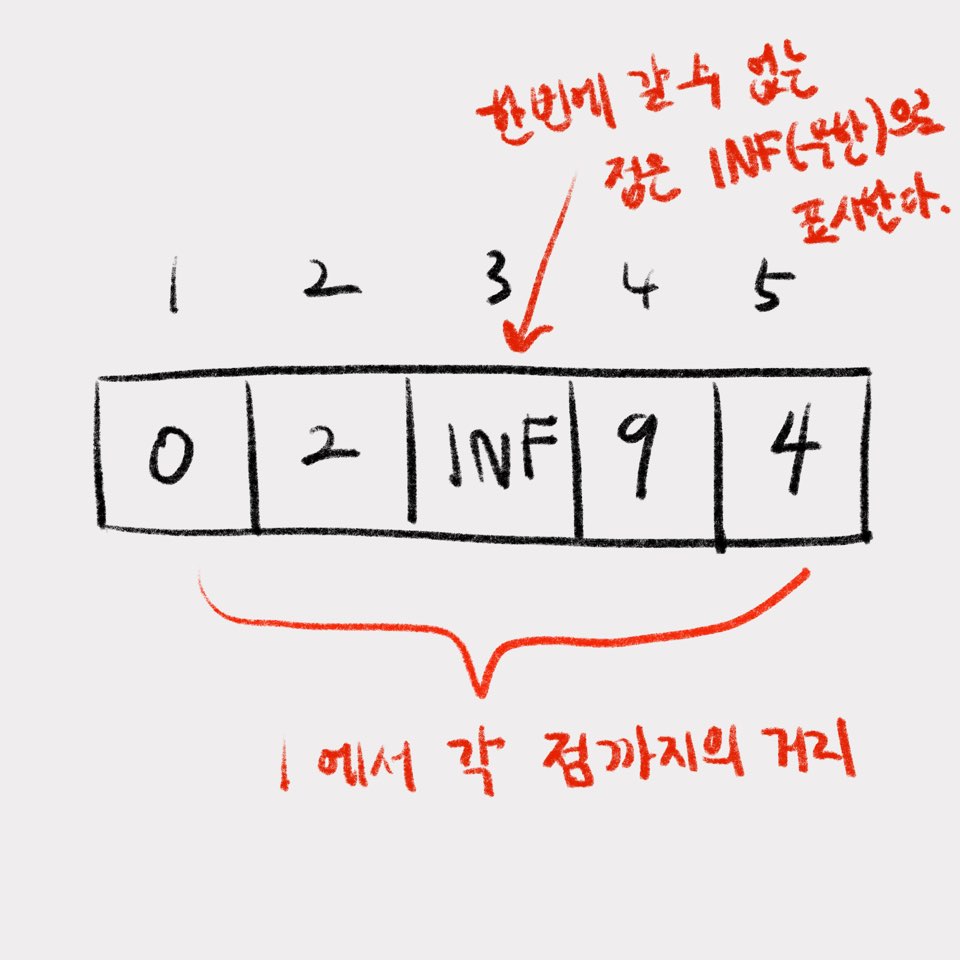 한번에 갈 수 없는
점은 INF(무한)으로
표시한다.
1 2 3 4 5
0 2 INF 9 4
1에서 각 점까지의 거리